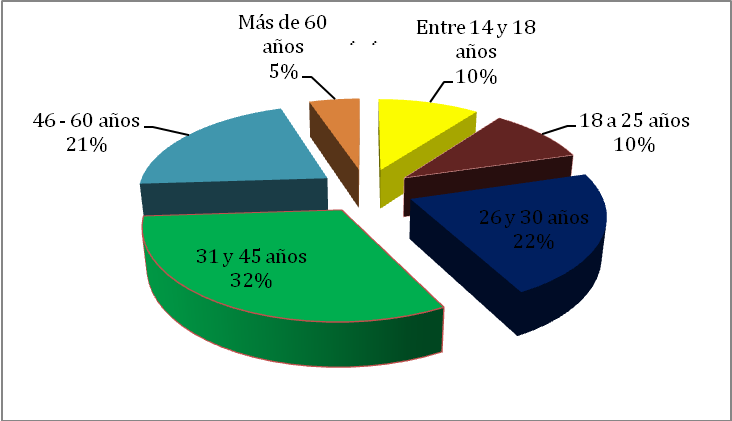 Más de 60
años
5%
Entre 14 y 18
años
10%
18 a 25 años
10%
26 y 30 años
22%
31 y 45 años
32%
46 - 60 años
21%